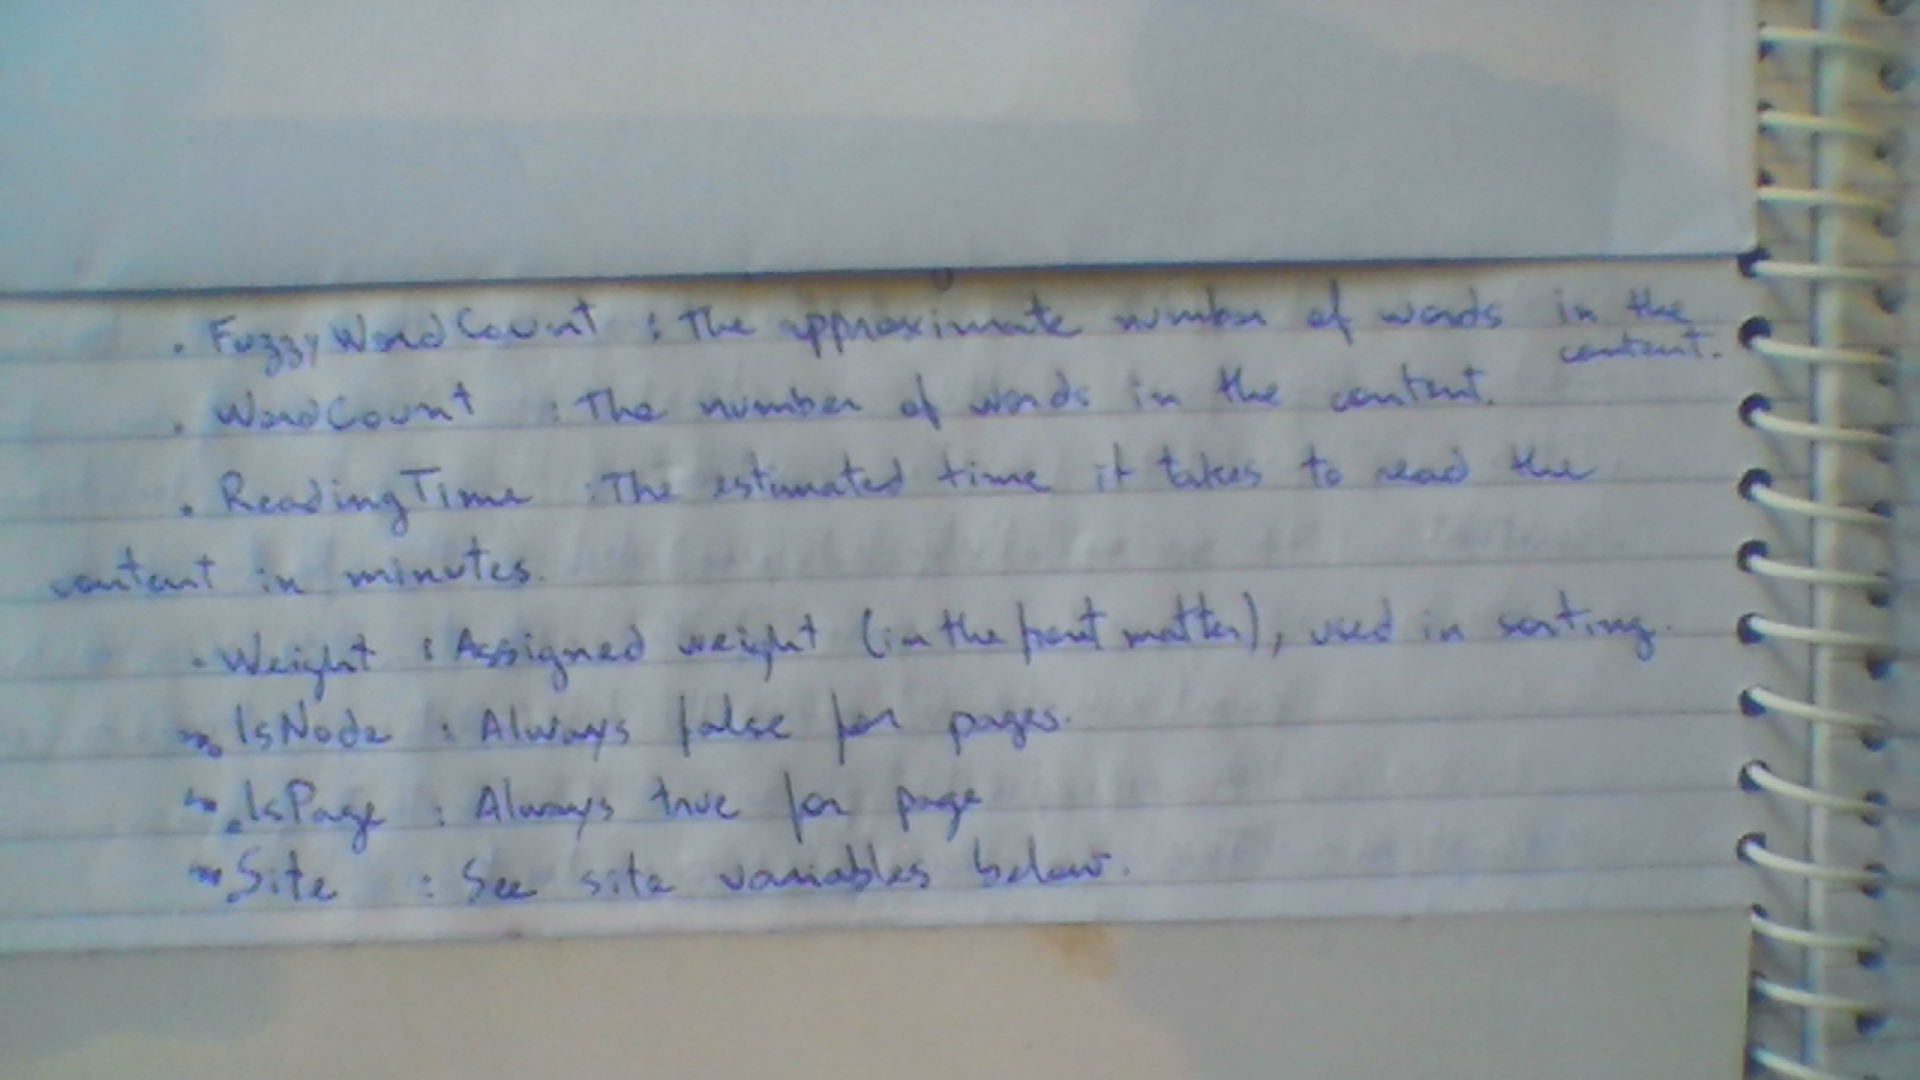 . FuzzyWordCount : The approximate number of words in the
content.
. WordCount : The number of words in the content.
. ReadingTime : The estimated time it takes to read the
content in minutes.
. Weight : Assigned weight (in the front matter), used in sorting.
. IsNode : Always false for pages.
. IsPage : Always true for page
. Site : See site variables below.